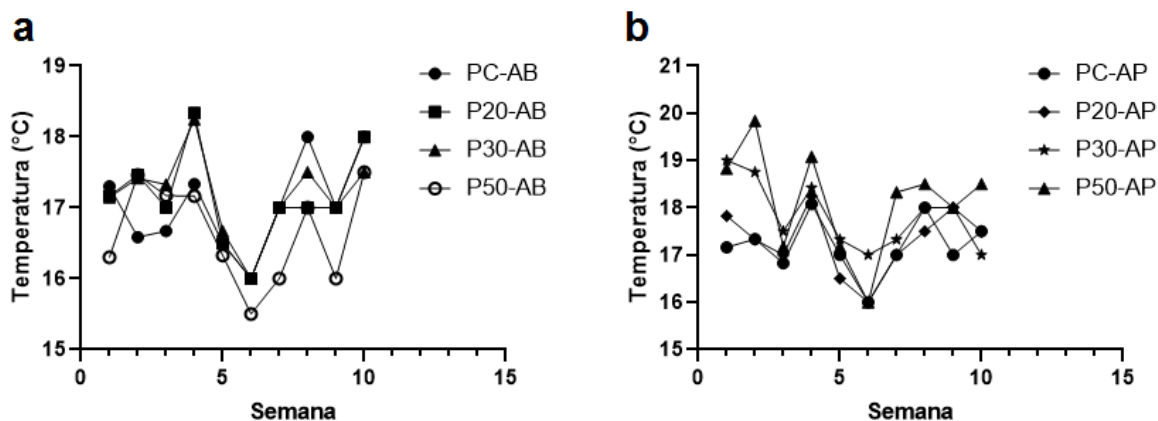 a
19
18
17
16
15
Temperatura (°C)
0
5
10
15
Semana
PC-AB
P20-AB
P30-AB
P50-AB
b
21
20
19
18
17
16
15
Temperatura (°C)
0
5
10
15
Semana
PC-AP
P20-AP
P30-AP
P50-AP